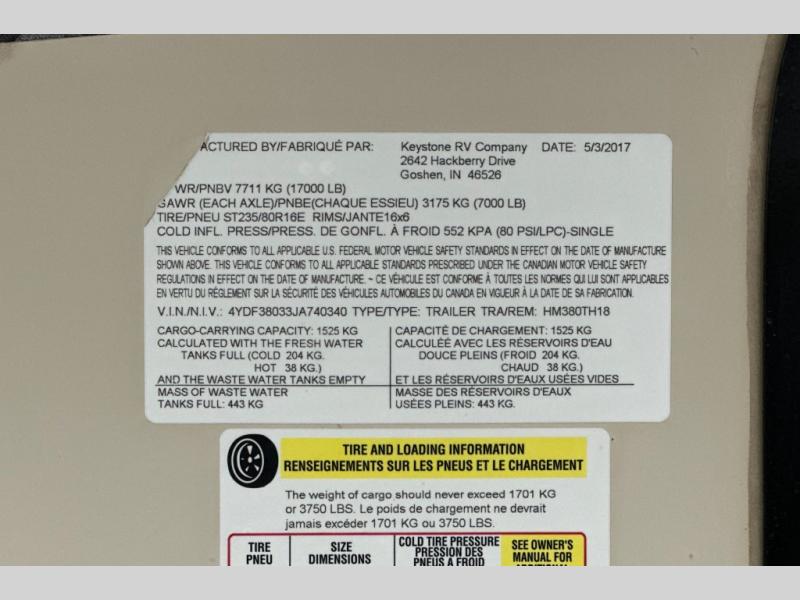 ACTURED BY/FABRIQUÉ PAR: Keystone RV Company DATE: 5/3/2017
2642 Hackberry Drive
Goshen, IN 46526
WR/PNBV 7711 KG (17000 LB)
GAWR (EACH AXLE)/PNBE(CHAQUE ESSIEU) 3175 KG (7000 LB)
TIRE/PNEU ST235/80R16E RIMS/JANTE16x6
COLD INFL. PRESS/PRESS. DE GONFL. À FROID 552 KPA (80 PSI/LPC)-SINGLE
THIS VEHICLE CONFORMS TO ALL APPLICABLE U.S. FEDERAL MOTOR VEHICLE SAFETY STANDARDS IN EFFECT ON THE DATE OF MANUFACTURE
SHOWN ABOVE. THIS VEHICLE CONFORMS TO ALL APPLICABLE STANDARDS PRESCRIBED UNDER THE CANADIAN MOTOR VEHICLE SAFETY
REGULATIONS IN EFFECT ON THE DATE OF MANUFACTURE. ~ CE VÉHICULE EST CONFORME À TOUTES LES NORMES QUI LUI SONT APPLICABLES
EN VERTU DU RÉGLEMENT SUR LA SÉCURITÉ DES VÉHICULES AUTOMOBILES DU CANADA EN VIGUEUR À LA DATE DE SA FABRICATION.
V.I.N./N.I.V.: 4YDF38033JA740340 TYPE/TYPE: TRAILER TRA/REM: HM380TH18
CARGO-CARRYING CAPACITY: 1525 KG
CALCULATED WITH THE FRESH WATER
TANKS FULL (COLD 204 KG.
HOT 38 KG.)
AND THE WASTE WATER TANKS EMPTY
MASS OF WASTE WATER
TANKS FULL: 443 KG
CAPACITÉ DE CHARGEMENT: 1525 KG
CALCULÉE AVEC LES RÉSERVOIRS D'EAU
DOUCE PLEINS (FROID 204 KG.
CHAUD 38 KG.)
ET LES RÉSERVOIRS D'EAUX USÉES VIDES
MASSE DES RÉSERVOIRS D'EAUX
USÉES PLEINS: 443 KG.
TIRE AND LOADING INFORMATION
RENSEIGNEMENTS SUR LES PNEUS ET LE CHARGEMENT
The weight of cargo should never exceed 1701 KG
or 3750 LBS. Le poids de chargement ne devrait
jamais excéder 1701 KG ou 3750 LBS.
TIRE
PNEU
SIZE
DIMENSIONS
COLD TIRE PRESSURE
PRESSION DES
PNEUS A FROID
SEE OWNER'S
MANUAL FOR